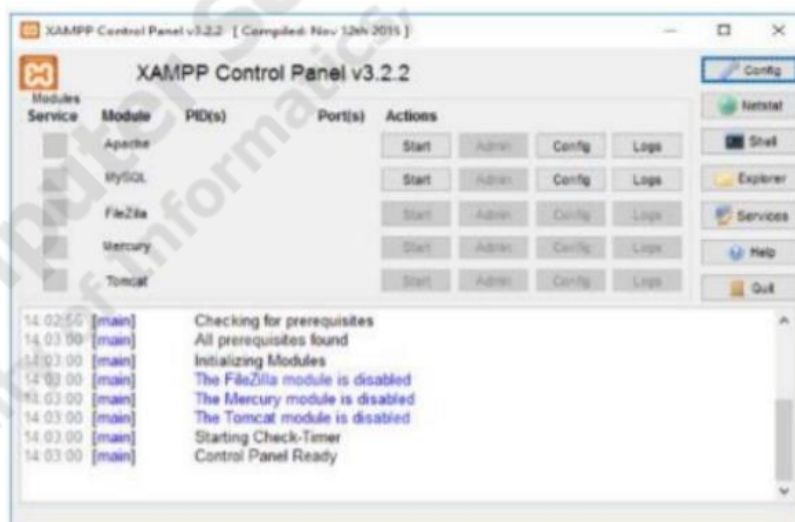 XAMPP Control Panel v3.2.2 [ Compiled: Nov 12th 2015 ]
XAMPP Control Panel v3.2.2
Config
Modules
Service Module PID(s) Port(s) Actions
Netstat
Apache Start Admin Config Logs
Shell
MySQL Start Admin Config Logs
Explorer
FileZilla Start Admin Config Logs
Services
Mercury Start Admin Config Logs
Help
Tomcat Start Admin Config Logs
Quit
14:02:56 [main] Checking for prerequisites
14:03:00 [main] All prerequisites found
14:03:00 [main] Initializing Modules
14:03:00 [main] The FileZilla module is disabled
14:03:00 [main] The Mercury module is disabled
14:03:00 [main] The Tomcat module is disabled
14:03:00 [main] Starting Check-Timer
14:03:00 [main] Control Panel Ready
of Informatics,